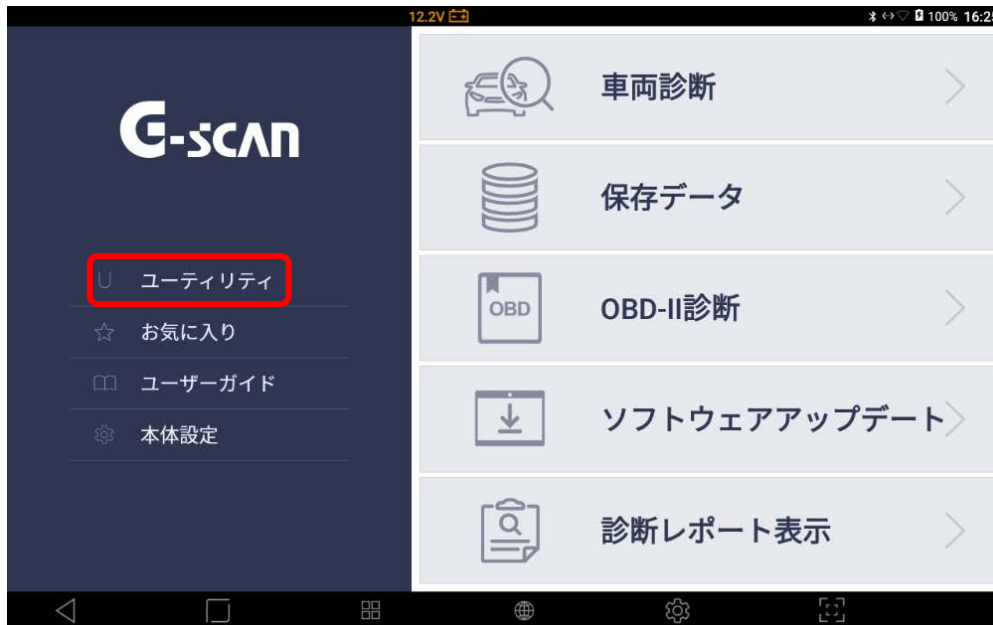 12.2V
100% 16:2
G-scan
ユーティリティ
お気に入り
ユーザーガイド
本体設定
車両診断
保存データ
OBD
OBD-II診断
ソフトウェアアップデート
診断レポート表示